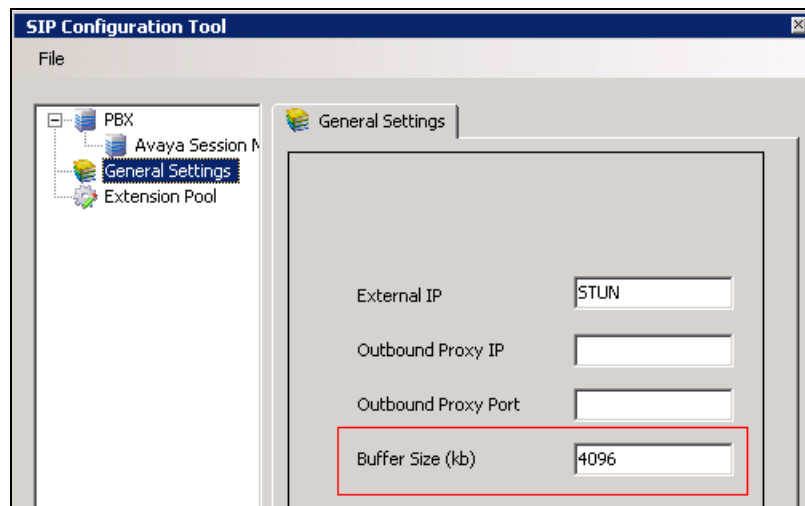 SIP Configuration Tool
File
PBX
Avaya Session
General Settings
Extension Pool
General Settings
External IP
STUN
Outbound Proxy IP
Outbound Proxy Port
Buffer Size (kb)
4096